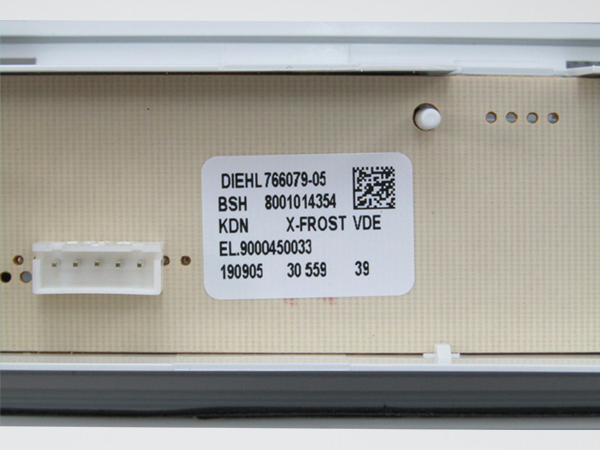 DIEHL 766079-05
BSH 8001014354
KDN X-FROST VDE
EL.9000450033
190905 30 559 39